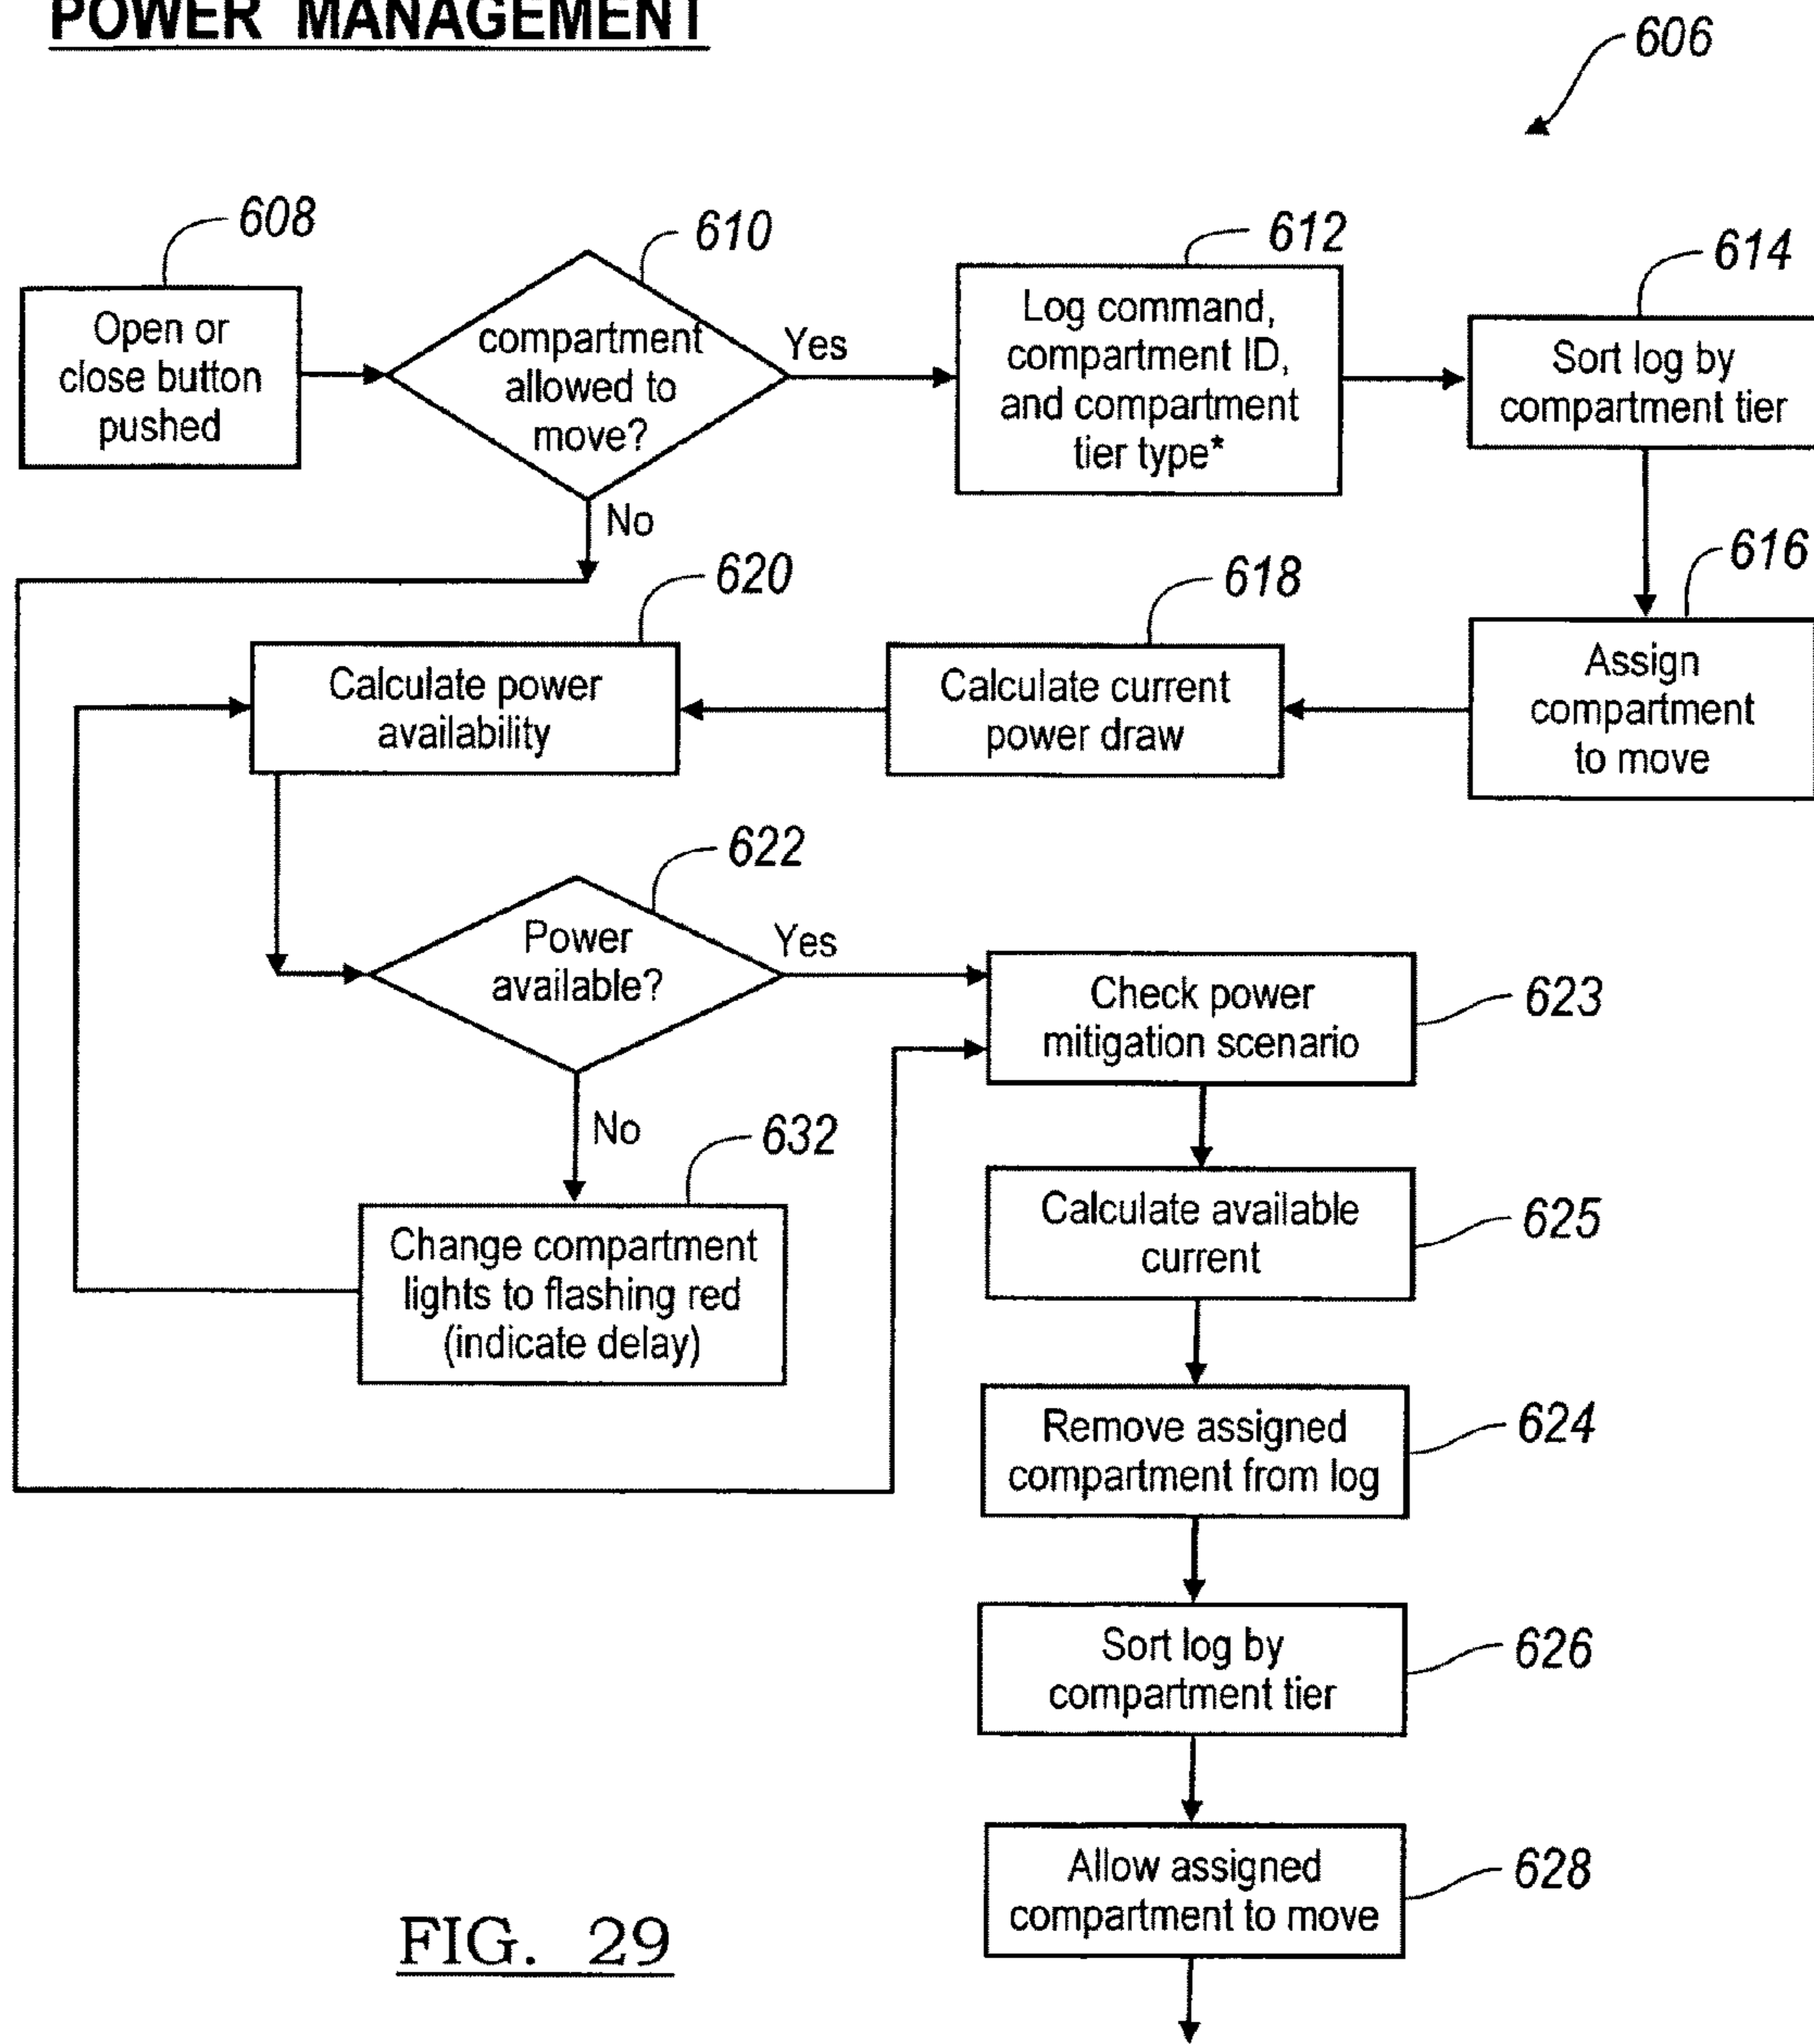 POWER MANAGEMENT
606
608
610
612
614
Open or
close button
pushed
compartment
allowed to
move?
Yes
No
Log command,
compartment ID,
and compartment
tier type*
Sort log by
compartment tier
620
618
616
Calculate power
availability
Calculate current
power draw
Assign
compartment
to move
622
Power
available?
Yes
No
Check power
mitigation scenario
623
632
Change compartment
lights to flashing red
(indicate delay)
Calculate available
current
625
Remove assigned
compartment from log
624
Sort log by
compartment tier
626
Allow assigned
compartment to move
628
FIG. 29